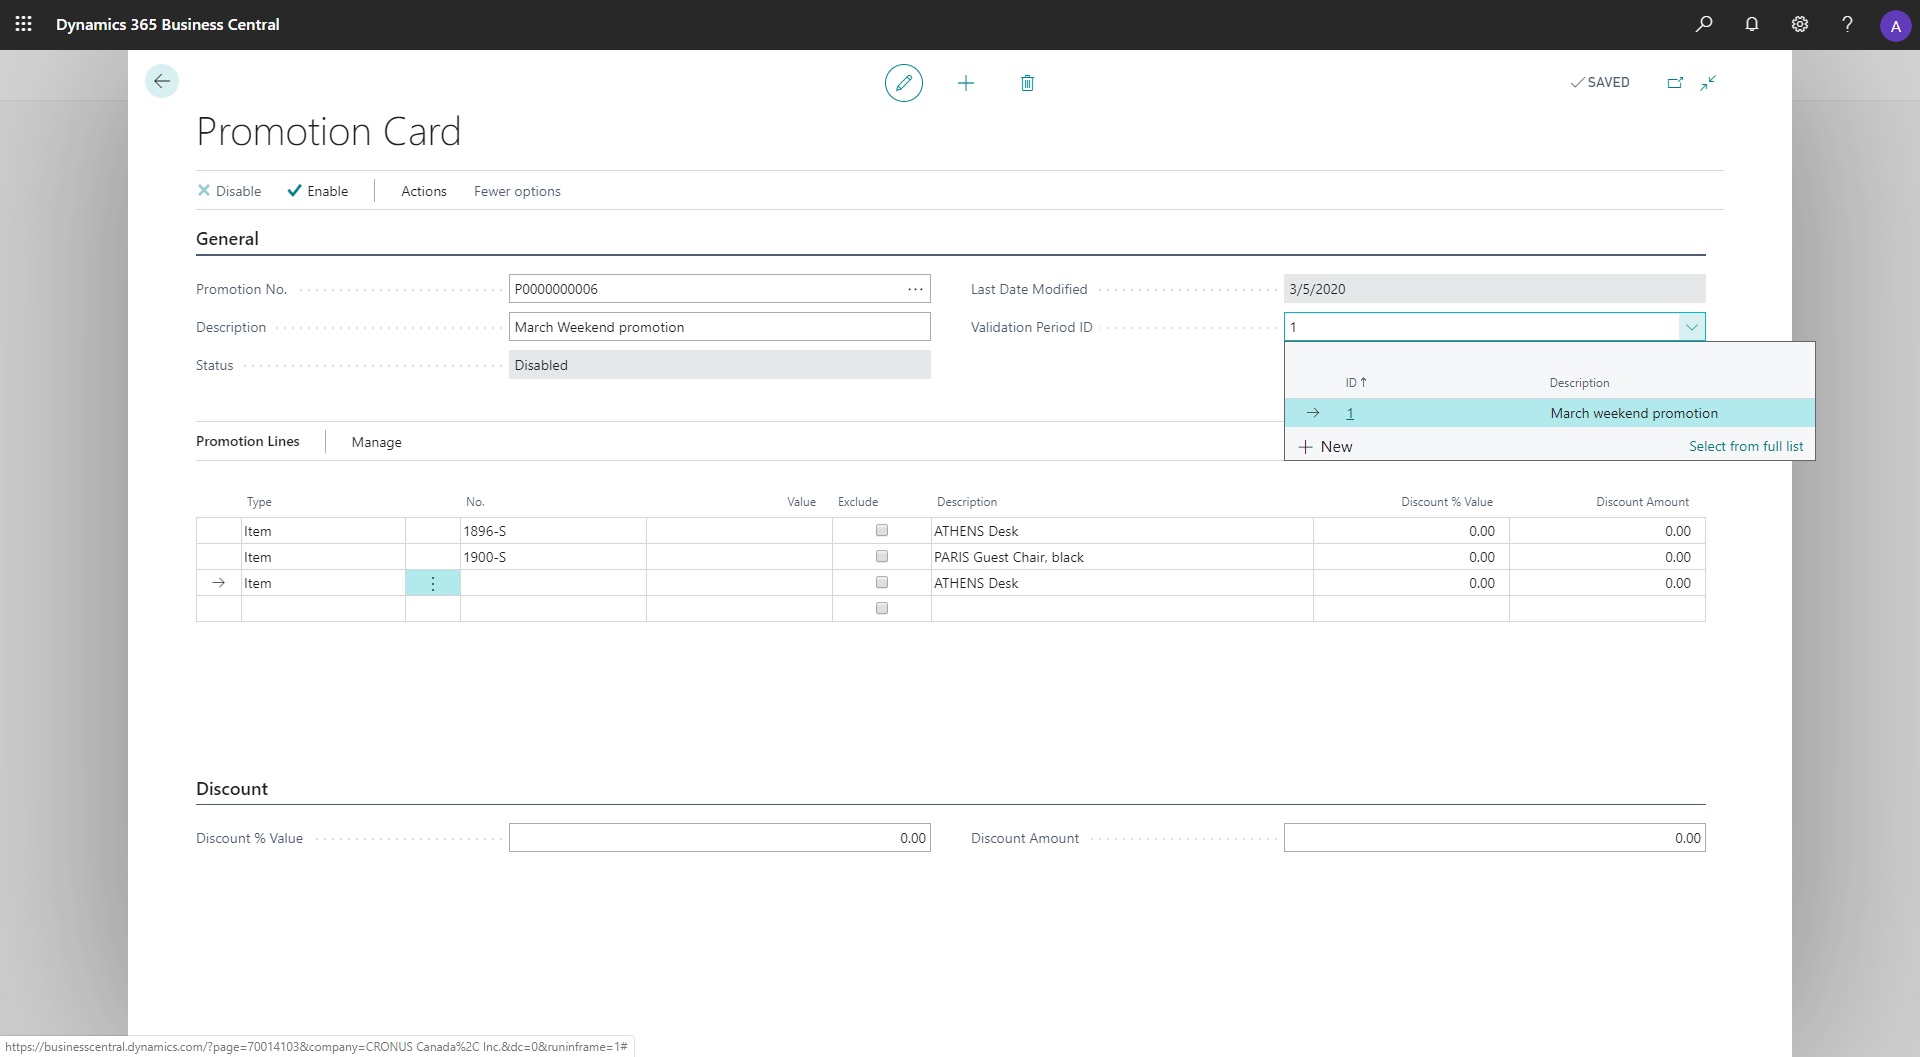 Dynamics 365 Business Central
A
SAVED
Promotion Card
Disable Enable Actions Fewer options
General
Promotion No. P0000000006 ... Last Date Modified 3/5/2020
Description March Weekend promotion Validation Period ID 1
Status Disabled
ID ↑ Description
1 March weekend promotion
+ New Select from full list
Promotion Lines Manage
Type No. Value Exclude Description Discount % Value Discount Amount
Item 1896-S ATHENS Desk 0.00 0.00
Item 1900-S PARIS Guest Chair, black 0.00 0.00
Item ATHENS Desk 0.00 0.00
Discount
Discount % Value 0.00 Discount Amount 0.00
https://businesscentral.dynamics.com/?page=70014103&company=CRONUS Canada%2C Inc.&dc=0&runinframe=1#